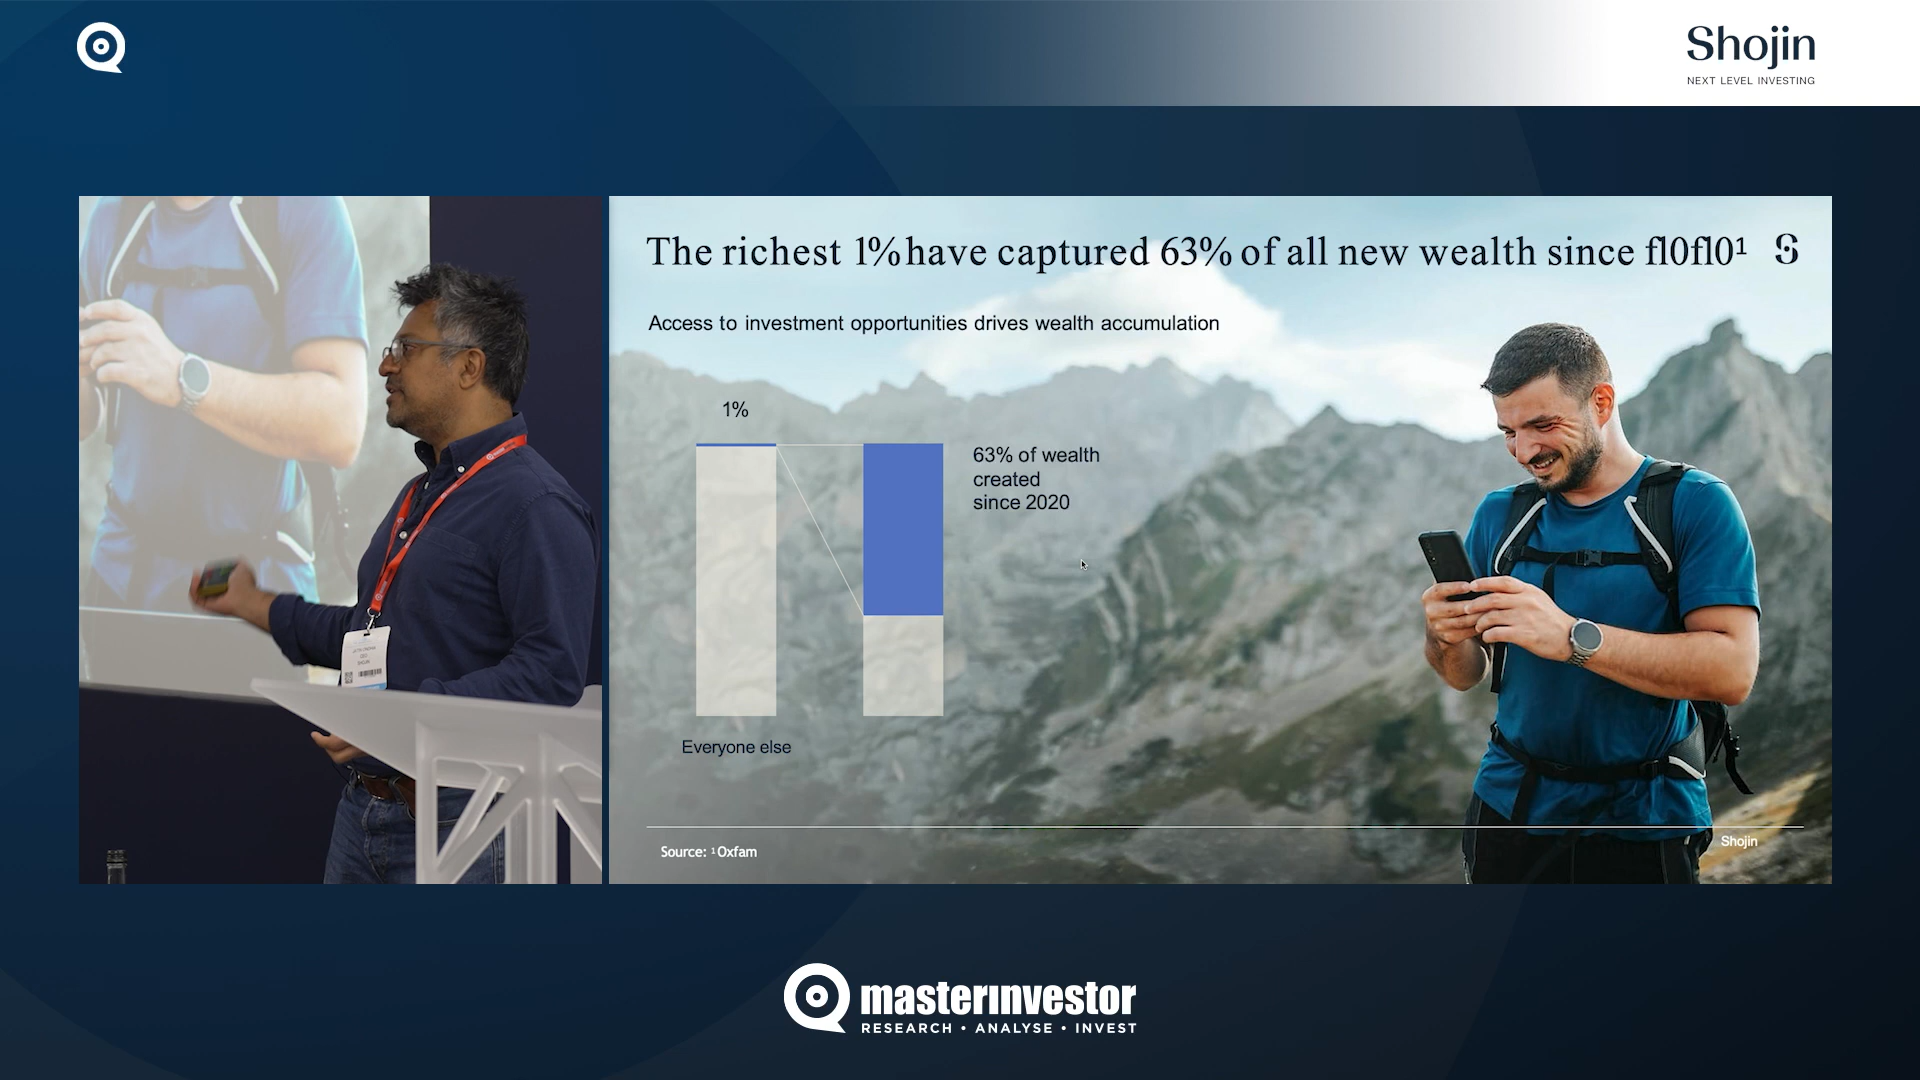 Shojin
NEXT LEVEL INVESTING
The richest 1% have captured 63% of all new wealth since fl0fl0¹
Access to investment opportunities drives wealth accumulation
1%
63% of wealth
created
since 2020
Everyone else
Source: ¹ Oxfam
Shojin
SHOJIN
masterınvestor
RESEARCH • ANALYSE • INVEST